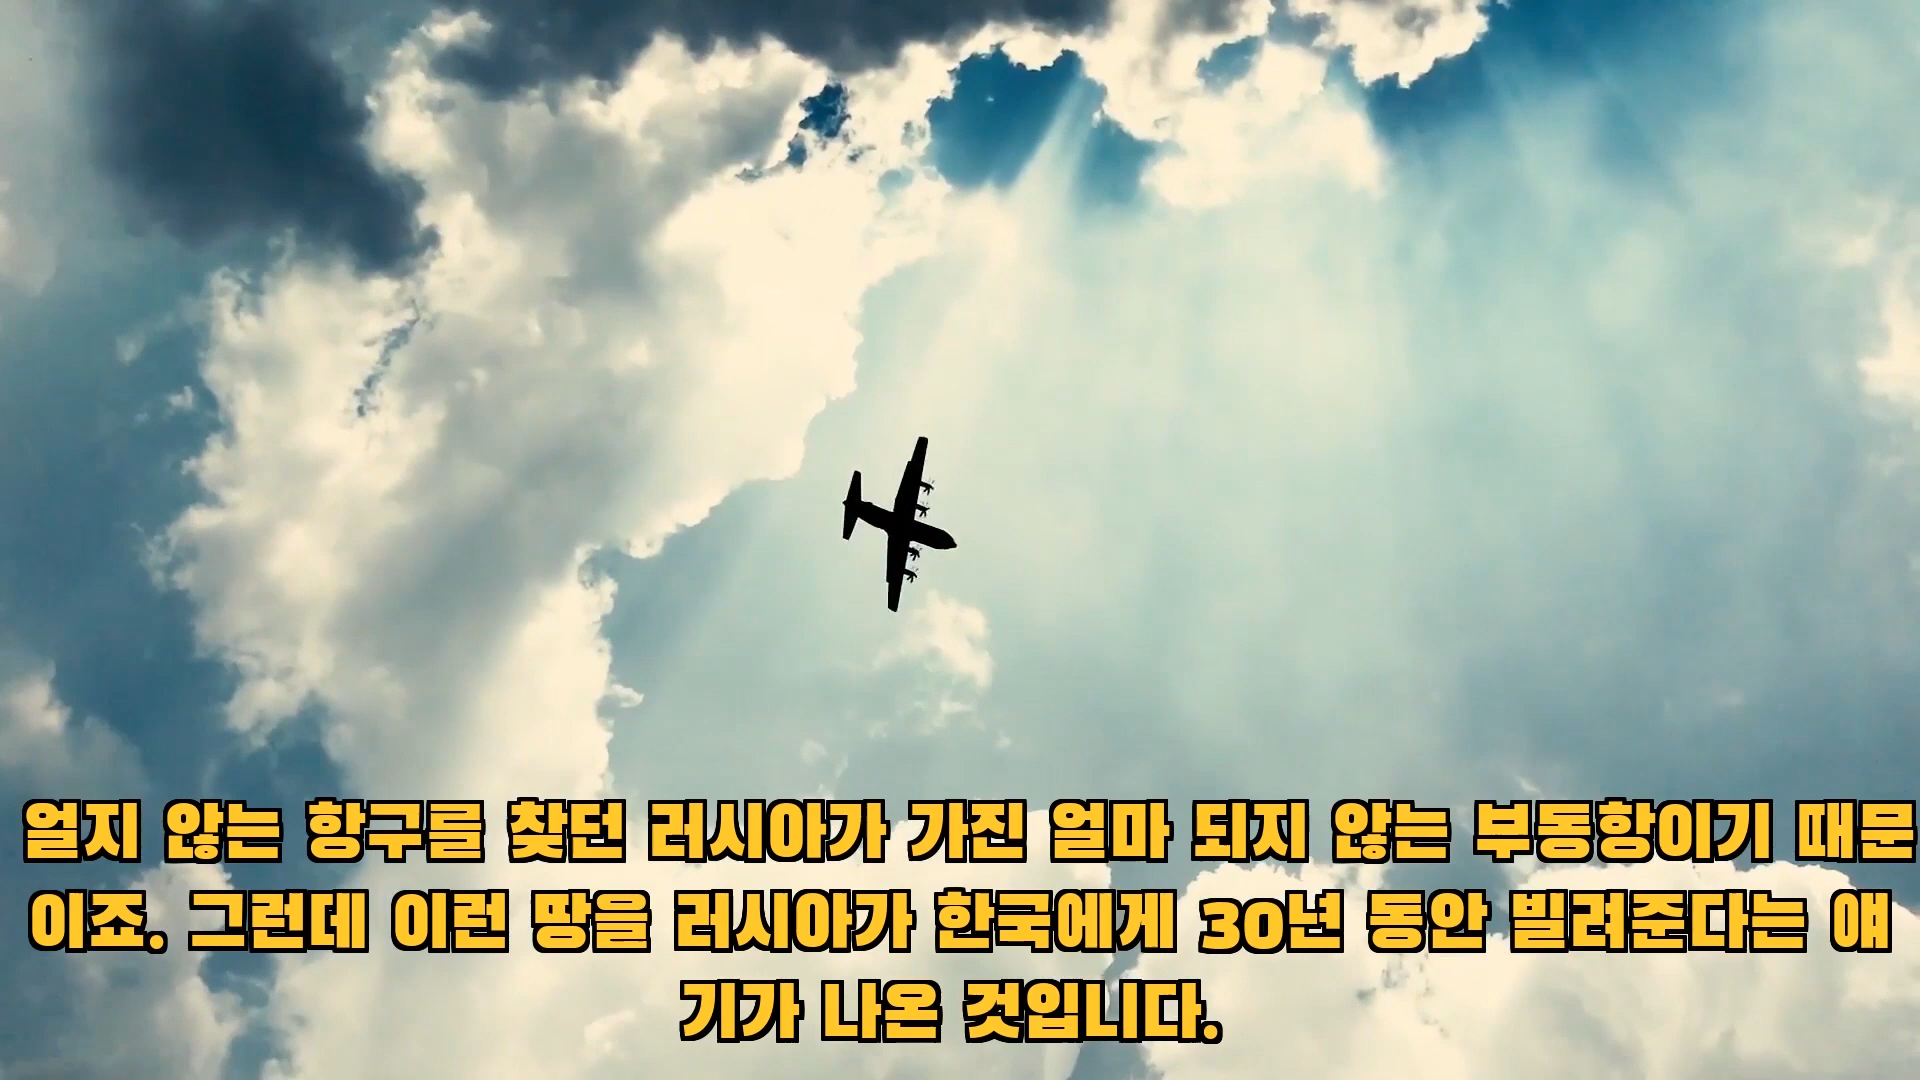 얼지 않는 항구를 찾던 러시아가 가진 얼마 되지 않는 부동항이기 때문
이죠. 그런데 이런 땅을 러시아가 한국에게 30년 동안 빌려준다는 얘
기가 나온 것입니다.